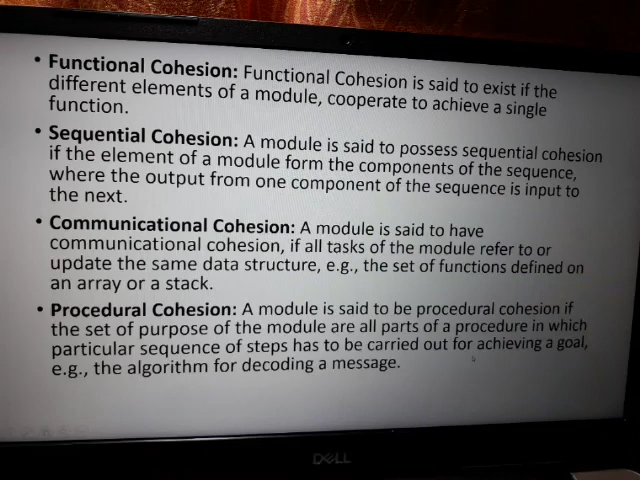 • Functional Cohesion: Functional Cohesion is said to exist if the
different elements of a module, cooperate to achieve a single
function.
• Sequential Cohesion: A module is said to possess sequential cohesion
if the element of a module form the components of the sequence,
where the output from one component of the sequence is input to
the next.
• Communicational Cohesion: A module is said to have
communicational cohesion, if all tasks of the module refer to or
update the same data structure, e.g., the set of functions defined on
an array or a stack.
• Procedural Cohesion: A module is said to be procedural cohesion if
the set of purpose of the module are all parts of a procedure in which
particular sequence of steps has to be carried out for achieving a goal,
e.g., the algorithm for decoding a message.
DELL